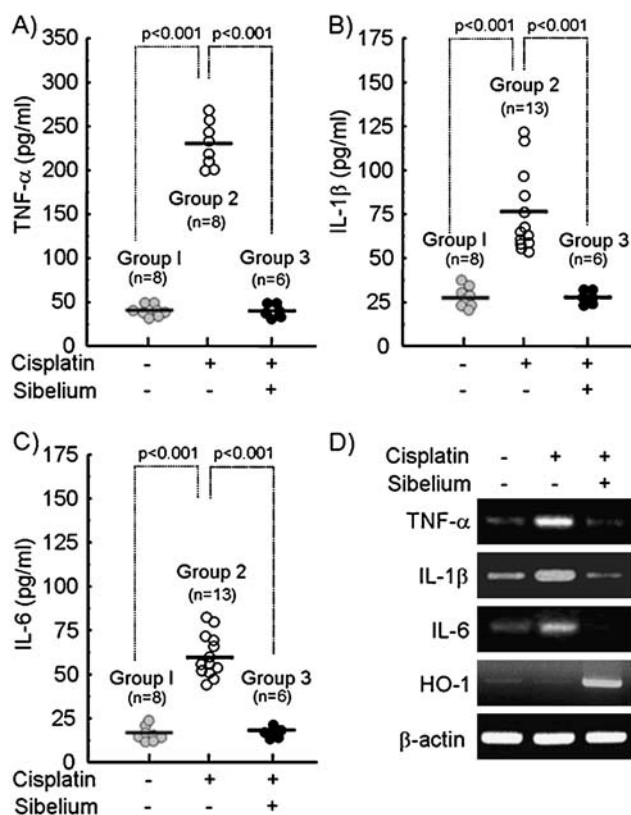 A)
p<0.001 p<0.001
350
300
250
200
150
100
50
0
TNF-α (pg/ml)
Group 2
(n=8)
Group I
(n=8)
Group 3
(n=6)
Cisplatin - + +
Sibelium - - +
B)
p<0.001 p<0.001
175
150
125
100
75
50
25
0
IL-1β (pg/ml)
Group 2
(n=13)
Group I
(n=8)
Group 3
(n=6)
- + +
- - +
C)
p<0.001 p<0.001
175
150
125
100
75
50
25
0
IL-6 (pg/ml)
Group 2
(n=13)
Group I
(n=8)
Group 3
(n=6)
Cisplatin - + +
Sibelium - - +
D)
Cisplatin - + +
Sibelium - - +
TNF-α
IL-1β
IL-6
HO-1
β-actin